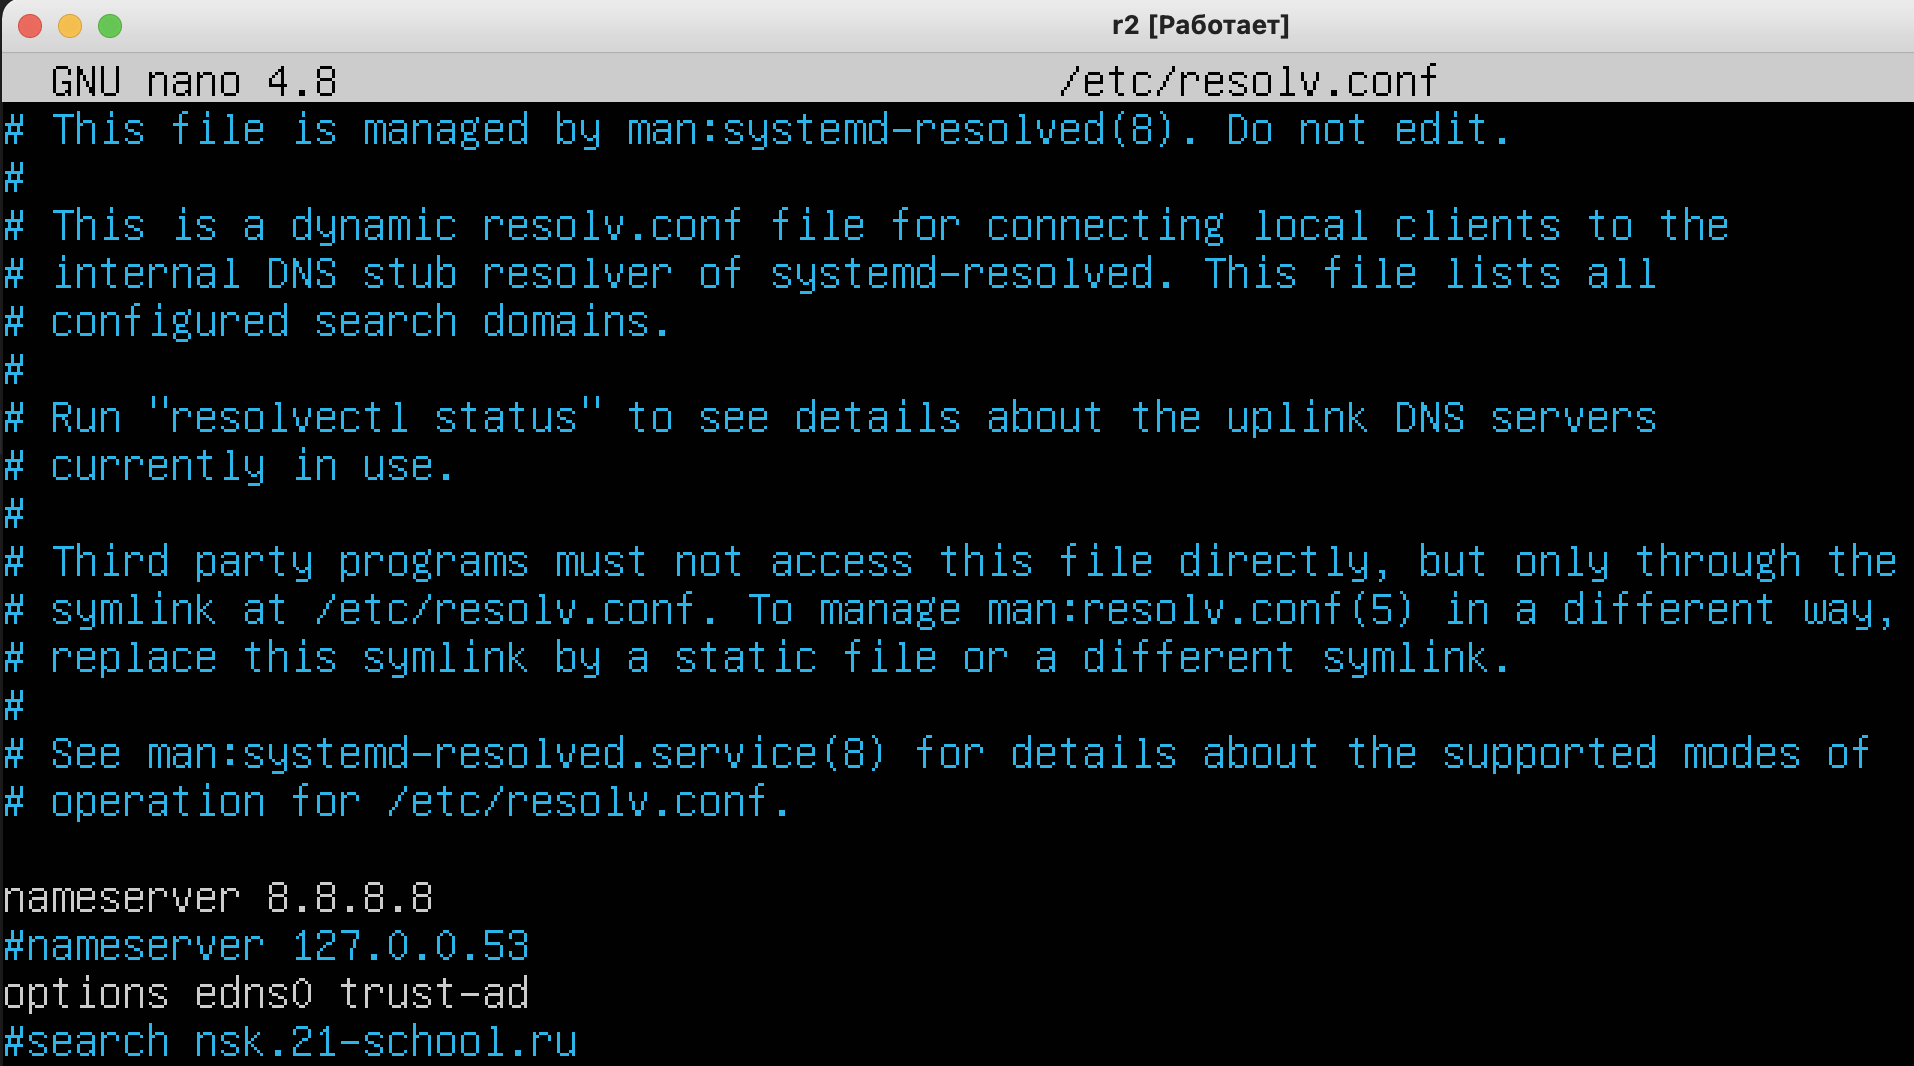 r2 [Работает]
GNU nano 4.8 /etc/resolv.conf
# This file is managed by man:systemd-resolved(8). Do not edit.
#
# This is a dynamic resolv.conf file for connecting local clients to the
# internal DNS stub resolver of systemd-resolved. This file lists all
# configured search domains.
#
# Run "resolvectl status" to see details about the uplink DNS servers
# currently in use.
#
# Third party programs must not access this file directly, but only through the
# symlink at /etc/resolv.conf. To manage man:resolv.conf(5) in a different way,
# replace this symlink by a static file or a different symlink.
#
# See man:systemd-resolved.service(8) for details about the supported modes of
# operation for /etc/resolv.conf.
nameserver 8.8.8.8
#nameserver 127.0.0.53
options edns0 trust-ad
#search nsk.21-school.ru